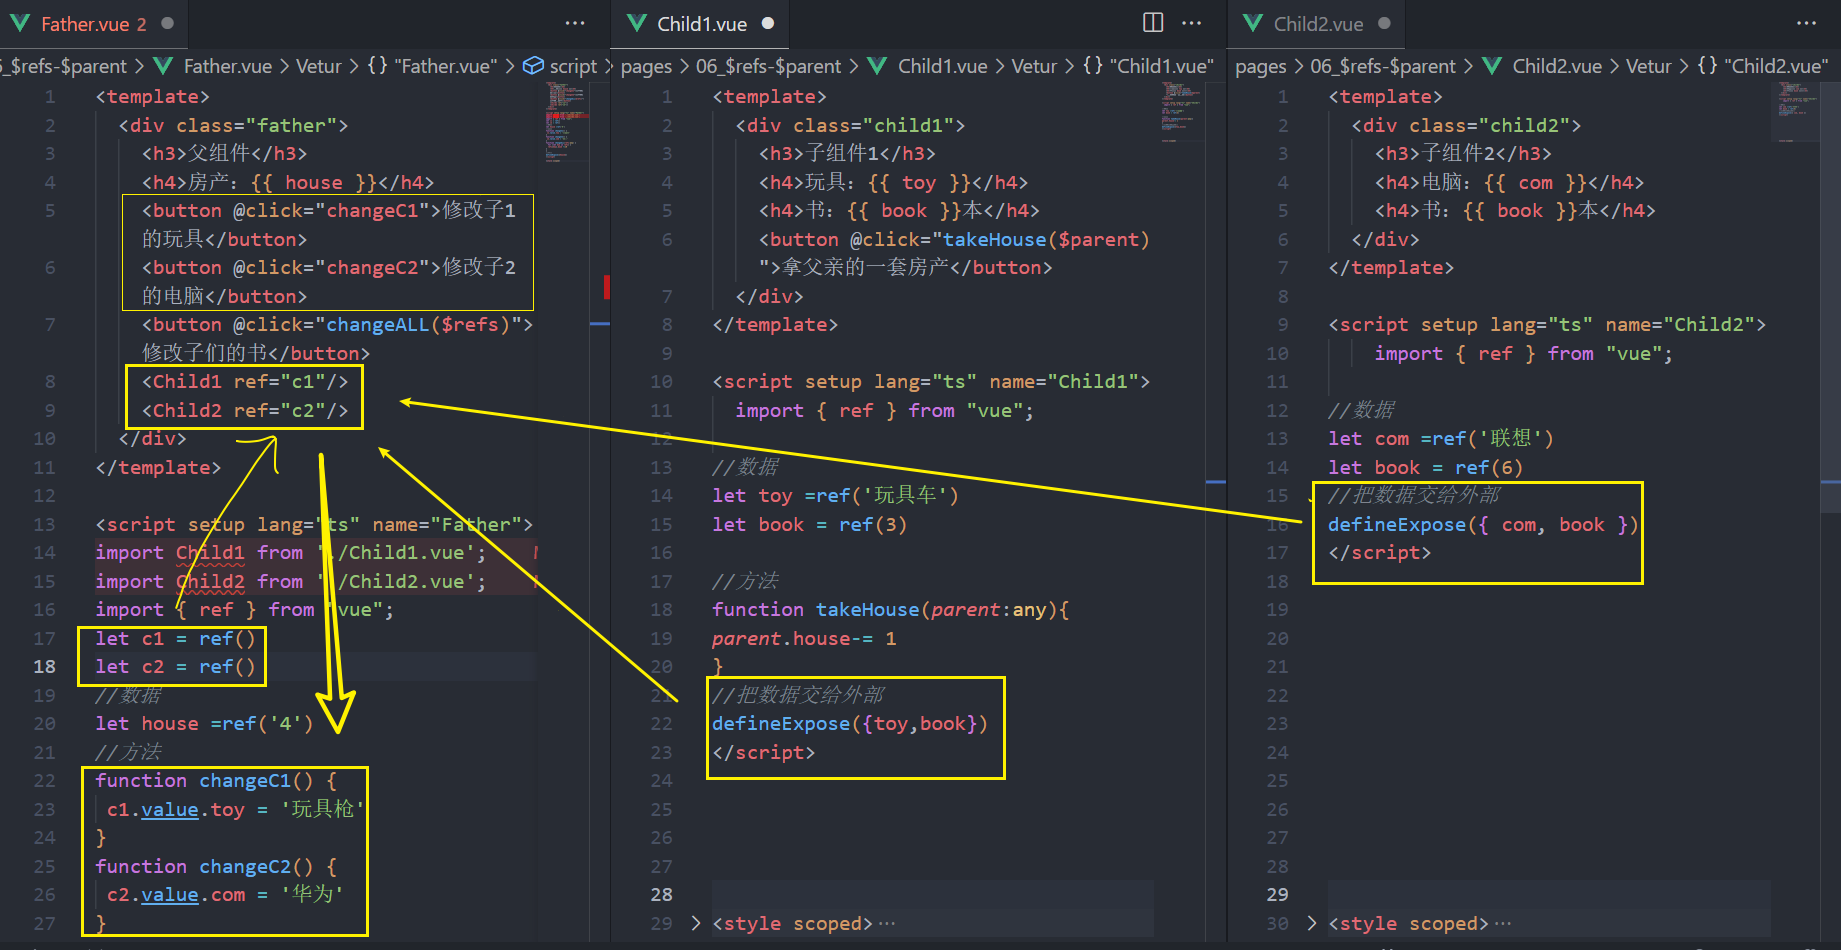 Father.vue 2
_$refs-$parent > Father.vue > Vetur > {} "Father.vue" > script >
1 <template>
2 <div class="father">
3 <h3>父组件</h3>
4 <h4>房产：{{ house }}</h4>
5 <button @click="changeC1">修改子1
的玩具</button>
6 <button @click="changeC2">修改子2
的电脑</button>
7 <button @click="changeALL($refs)">
修改子们的书</button>
8 <Child1 ref="c1"/>
9 <Child2 ref="c2"/>
10 </div>
11 </template>
12
13 <script setup lang="ts" name="Father">
14 import Child1 from './Child1.vue';
15 import Child2 from './Child2.vue';
16 import { ref } from "vue";
17 let c1 = ref()
18 let c2 = ref()
19 //数据
20 let house =ref('4')
21 //方法
22 function changeC1() {
23 c1.value.toy = '玩具枪'
24 }
25 function changeC2() {
26 c2.value.com = '华为'
27 }
Child1.vue
pages > 06_$refs-$parent > Child1.vue > Vetur > {} "Child1.vue"
1 <template>
2 <div class="child1">
3 <h3>子组件1</h3>
4 <h4>玩具：{{ toy }}</h4>
5 <h4>书：{{ book }}本</h4>
6 <button @click="takeHouse($parent)
">拿父亲的一套房产</button>
7 </div>
8 </template>
9
10 <script setup lang="ts" name="Child1">
11 import { ref } from "vue";
12
13 //数据
14 let toy =ref('玩具车')
15 let book = ref(3)
16
17 //方法
18 function takeHouse(parent:any){
19 parent.house-= 1
20 }
21 //把数据交给外部
22 defineExpose({toy,book})
23 </script>
24
25
26
27
28
29 > <style scoped>⋯
Child2.vue
pages > 06_$refs-$parent > Child2.vue > Vetur > {} "Child2.vue"
1 <template>
2 <div class="child2">
3 <h3>子组件2</h3>
4 <h4>电脑：{{ com }}</h4>
5 <h4>书：{{ book }}本</h4>
6 </div>
7 </template>
8
9 <script setup lang="ts" name="Child2">
10 import { ref } from "vue";
11
12 //数据
13 let com =ref('联想')
14 let book = ref(6)
15 //把数据交给外部
16 defineExpose({ com, book })
17 </script>
18
19
20
21
22
23
24
25
26
27
28
29
30 > <style scoped>⋯